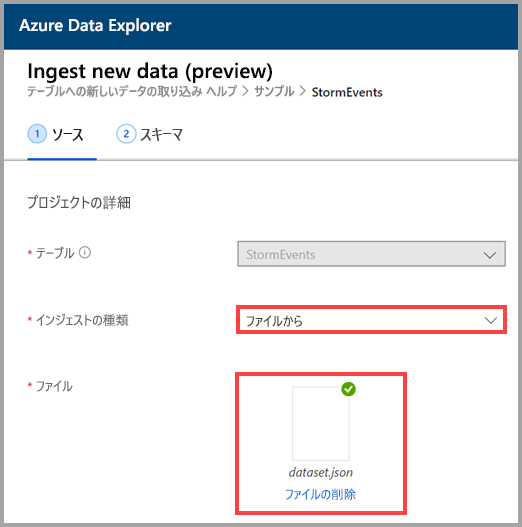 Azure Data Explorer
Ingest new data (preview)
テーブルへの新しいデータの取り込み ヘルプ > サンプル > StormEvents
1 ソース 2 スキーマ
プロジェクトの詳細
* テーブル
StormEvents
* インジェストの種類
ファイルから
* ファイル
dataset.json
ファイルの削除